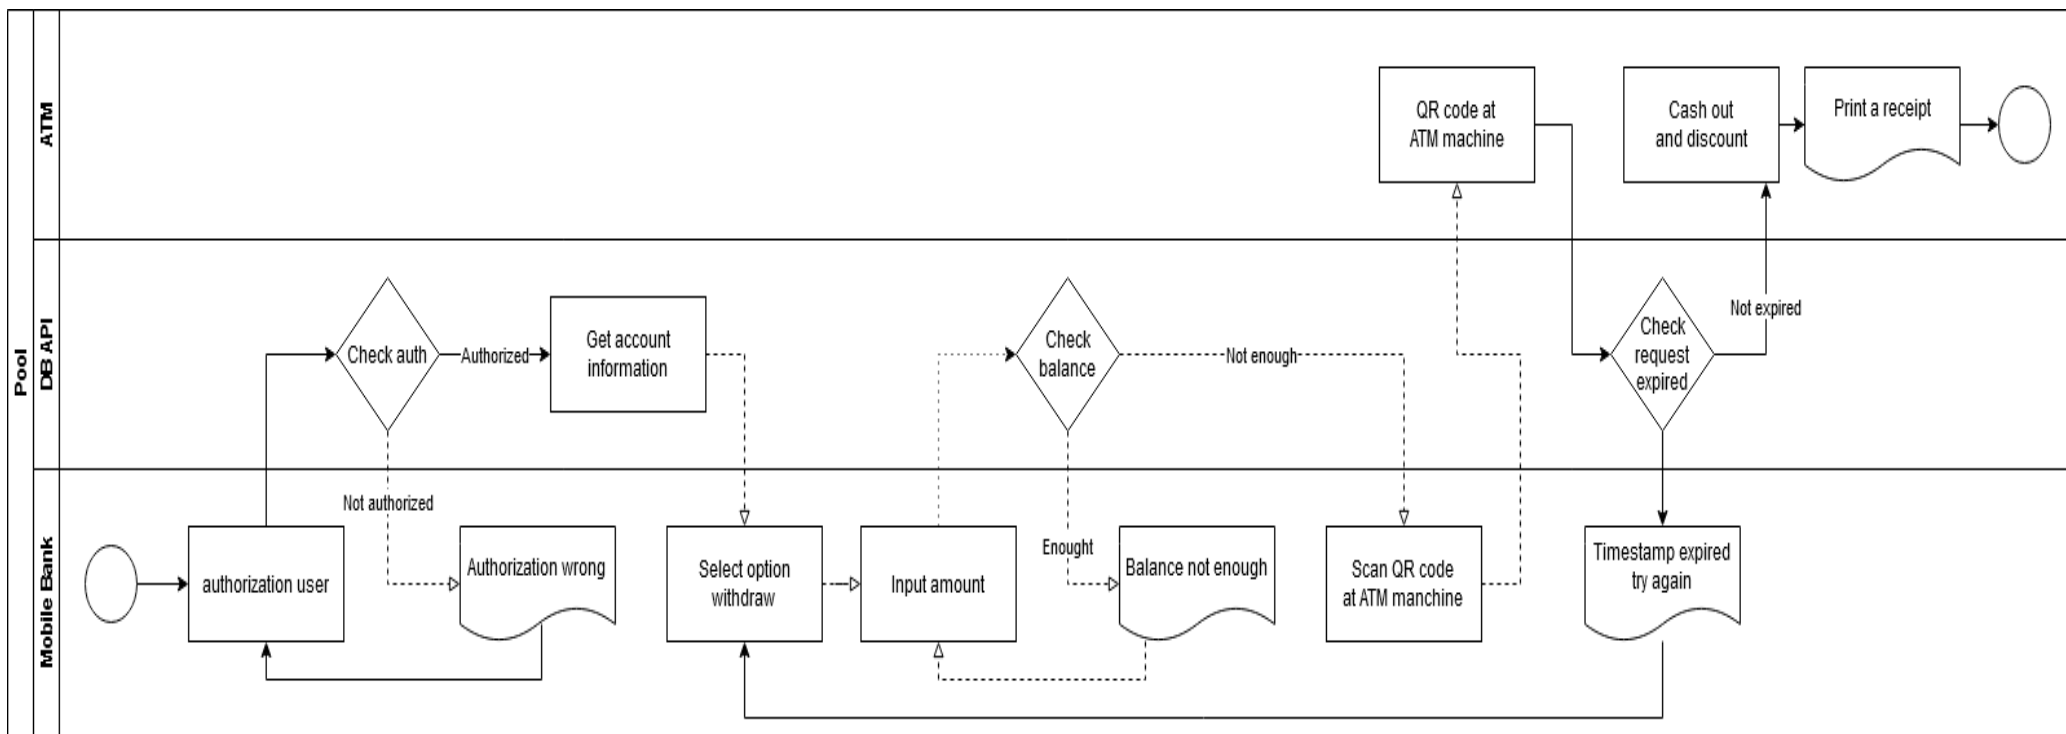 Pool
ATM
QR code at
ATM machine
Cash out
and discount
Print a receipt
DB API
Check auth
Authorized
Get account
information
Check
balance
Not enough
Check
request
expired
Not expired
Mobile Bank
Not authorized
authorization user
Authorization wrong
Select option
withdraw
Input amount
Enought
Balance not enough
Scan QR code
at ATM manchine
Timestamp expired
try again